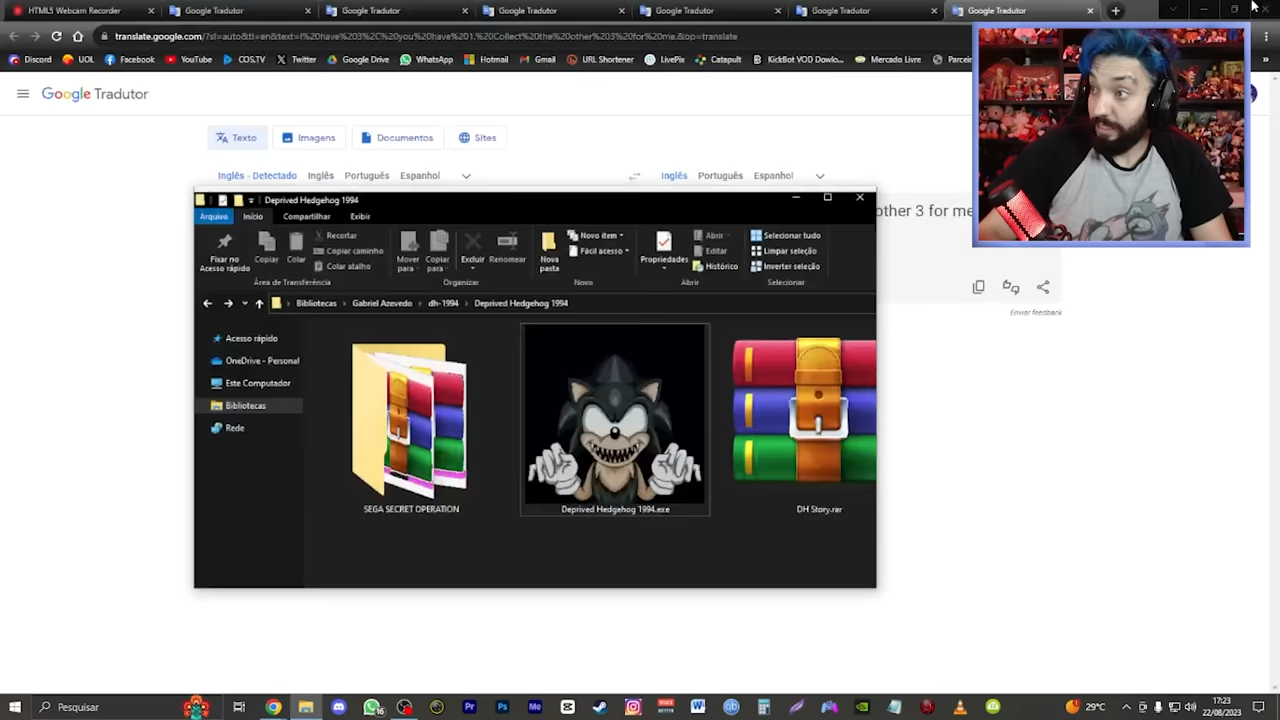 HTML5 Webcam Recorder
Google Tradutor
Google Tradutor
Google Tradutor
Google Tradutor
Google Tradutor
Google Tradutor
translate.google.com/?sl=auto&tl=en&text=I%20have%203%2C%20you%20have%201.%20Collect%20the%20other%203%20for%20me.&op=translate
Discord
UOL
Facebook
YouTube
COS.TV
Twitter
Google Drive
WhatsApp
Hotmail
Gmail
URL Shortener
LivePix
Catapult
KickBot VOD Dowlo...
Mercado Livre
Google Tradutor
Texto
Imagens
Documentos
Sites
Inglês - Detectado
Inglês
Português
Espanhol
Inglês
Português
Espanhol
other 3 for me
Enviar feedback
Deprived Hedgehog 1994
Arquivo
Início
Compartilhar
Exibir
Fixar no
Acesso rápido
Copiar
Colar
Recortar
Copiar caminho
Colar atalho
Mover
para
Copiar
para
Excluir
Renomear
Nova
pasta
Novo item
Fácil acesso
Propriedades
Abrir
Editar
Histórico
Selecionar tudo
Limpar seleção
Inverter seleção
Área de Transferência
Organizar
Novo
Abrir
Selecionar
Bibliotecas
Gabriel Azevedo
dh-1994
Deprived Hedgehog 1994
Acesso rápido
OneDrive - Personal
Este Computador
Bibliotecas
Rede
SEGA SECRET OPERATION
Deprived Hedgehog 1994.exe
DH Story.rar
Pesquisar
16
Pr
Ps
Me
29°C
17:23
22/08/2023